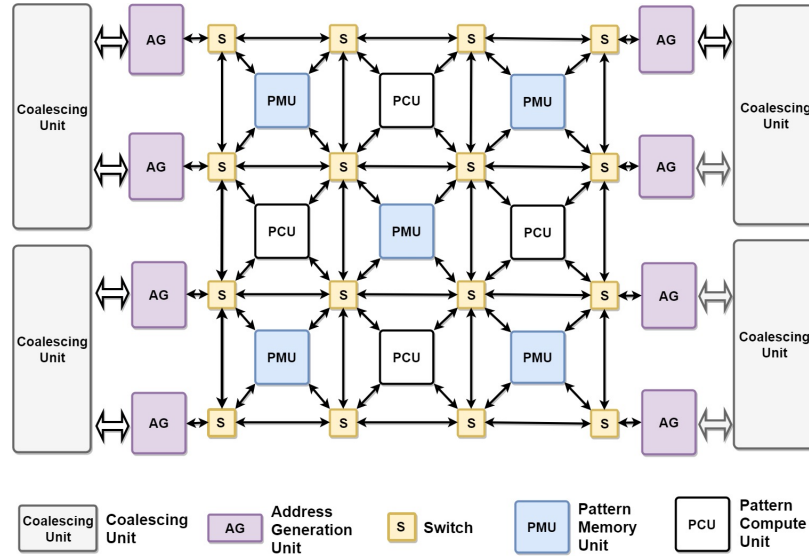 AG S S S S AG
PMU PCU PMU
Coalescing
Unit
Coalescing
Unit
AG S S S S AG
PCU PMU PCU
AG S S S S AG
Coalescing
Unit
Coalescing
Unit
PMU PCU PMU
AG S S S S AG
Coalescing
Unit
Coalescing
Unit
AG
Address
Generation
Unit
S
Switch
PMU
Pattern
Memory
Unit
PCU
Pattern
Compute
Unit